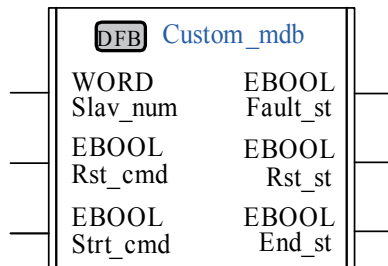 DFB Custom_mdb
WORD EBOOL
Slav_num Fault_st
EBOOL EBOOL
Rst_cmd Rst_st
EBOOL EBOOL
Strt_cmd End_st